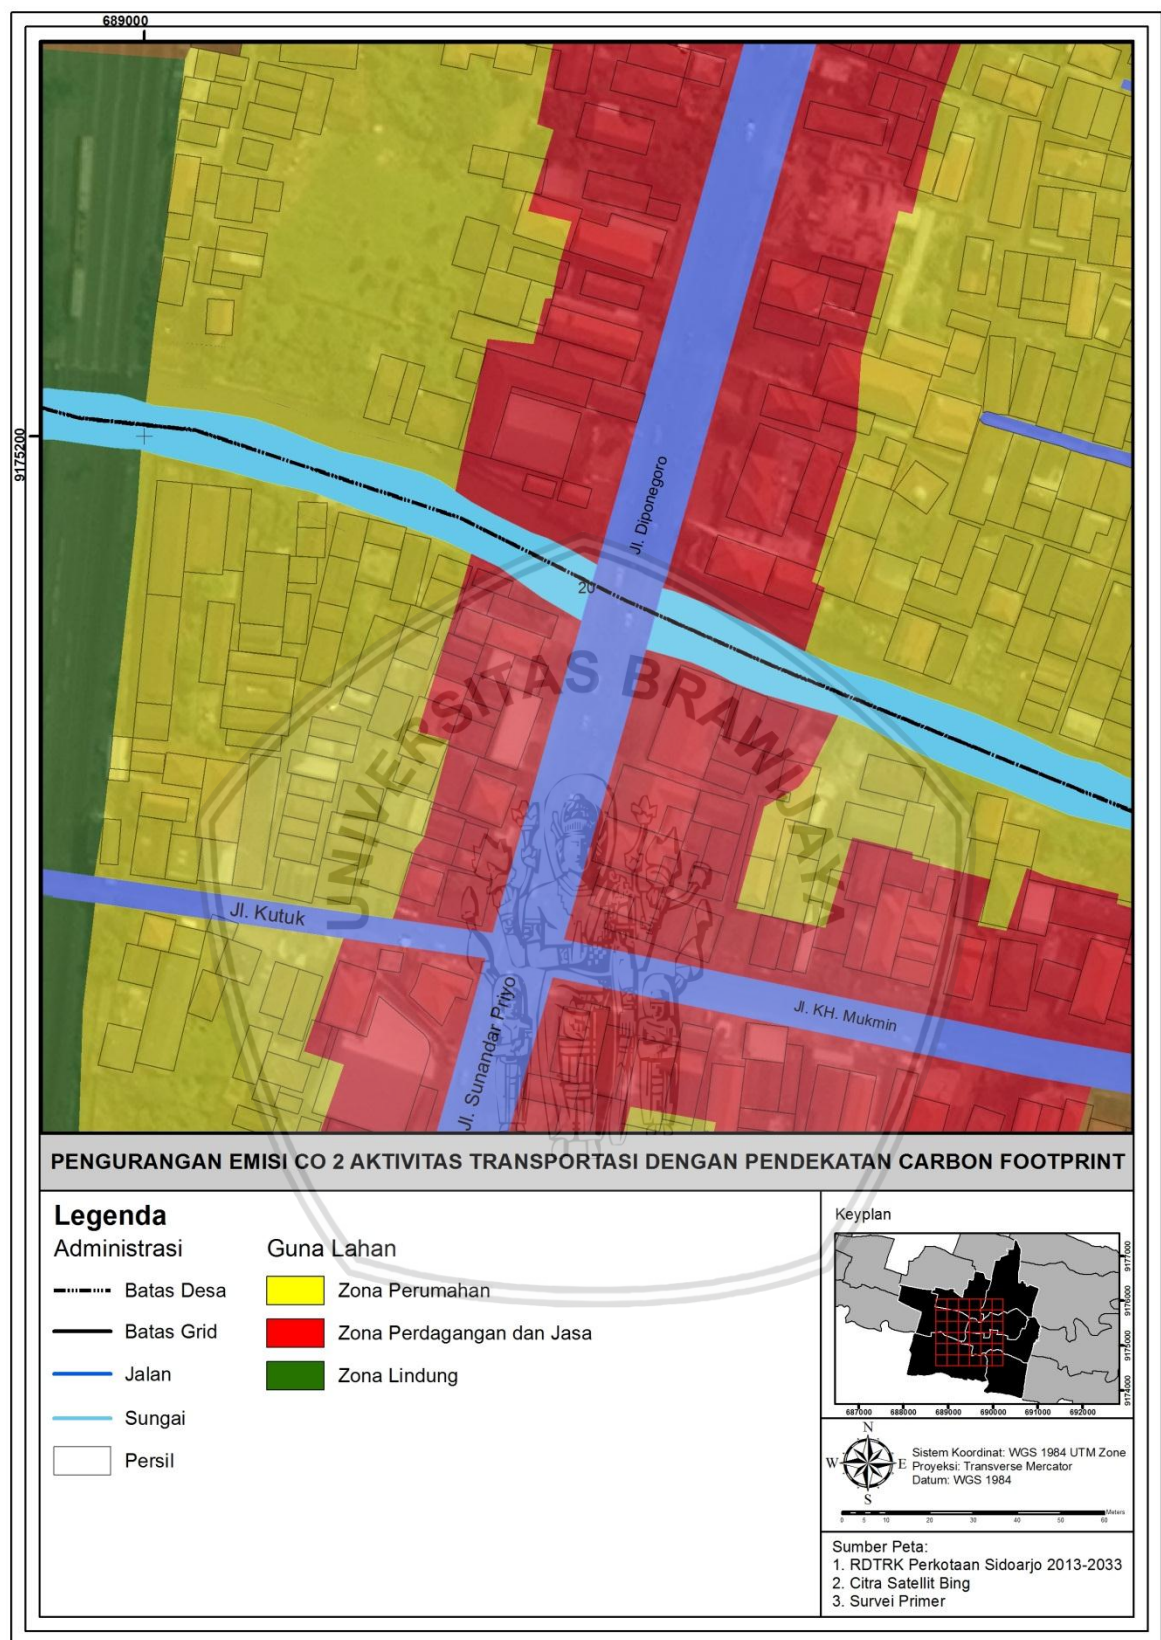 689000
9175200
Jl. Diponegoro
20
UNIVERSITAS BRAWIJAYA
Jl. Kutuk
Jl. KH. Mukmin
Jl. Sunandar Priyo
PENGURANGAN EMISI CO 2 AKTIVITAS TRANSPORTASI DENGAN PENDEKATAN CARBON FOOTPRINT
Legenda
Administrasi
Batas Desa
Batas Grid
Jalan
Sungai
Persil
Guna Lahan
Zona Perumahan
Zona Perdagangan dan Jasa
Zona Lindung
Keyplan
9177000
9176000
9175000
9174000
687000 688000 689000 690000 691000 692000
N
W E
S
Sistem Koordinat: WGS 1984 UTM Zone
Proyeksi: Transverse Mercator
Datum: WGS 1984
Meters
0 5 10 20 30 40 50 60
Sumber Peta:
1. RDTRK Perkotaan Sidoarjo 2013-2033
2. Citra Satellit Bing
3. Survei Primer